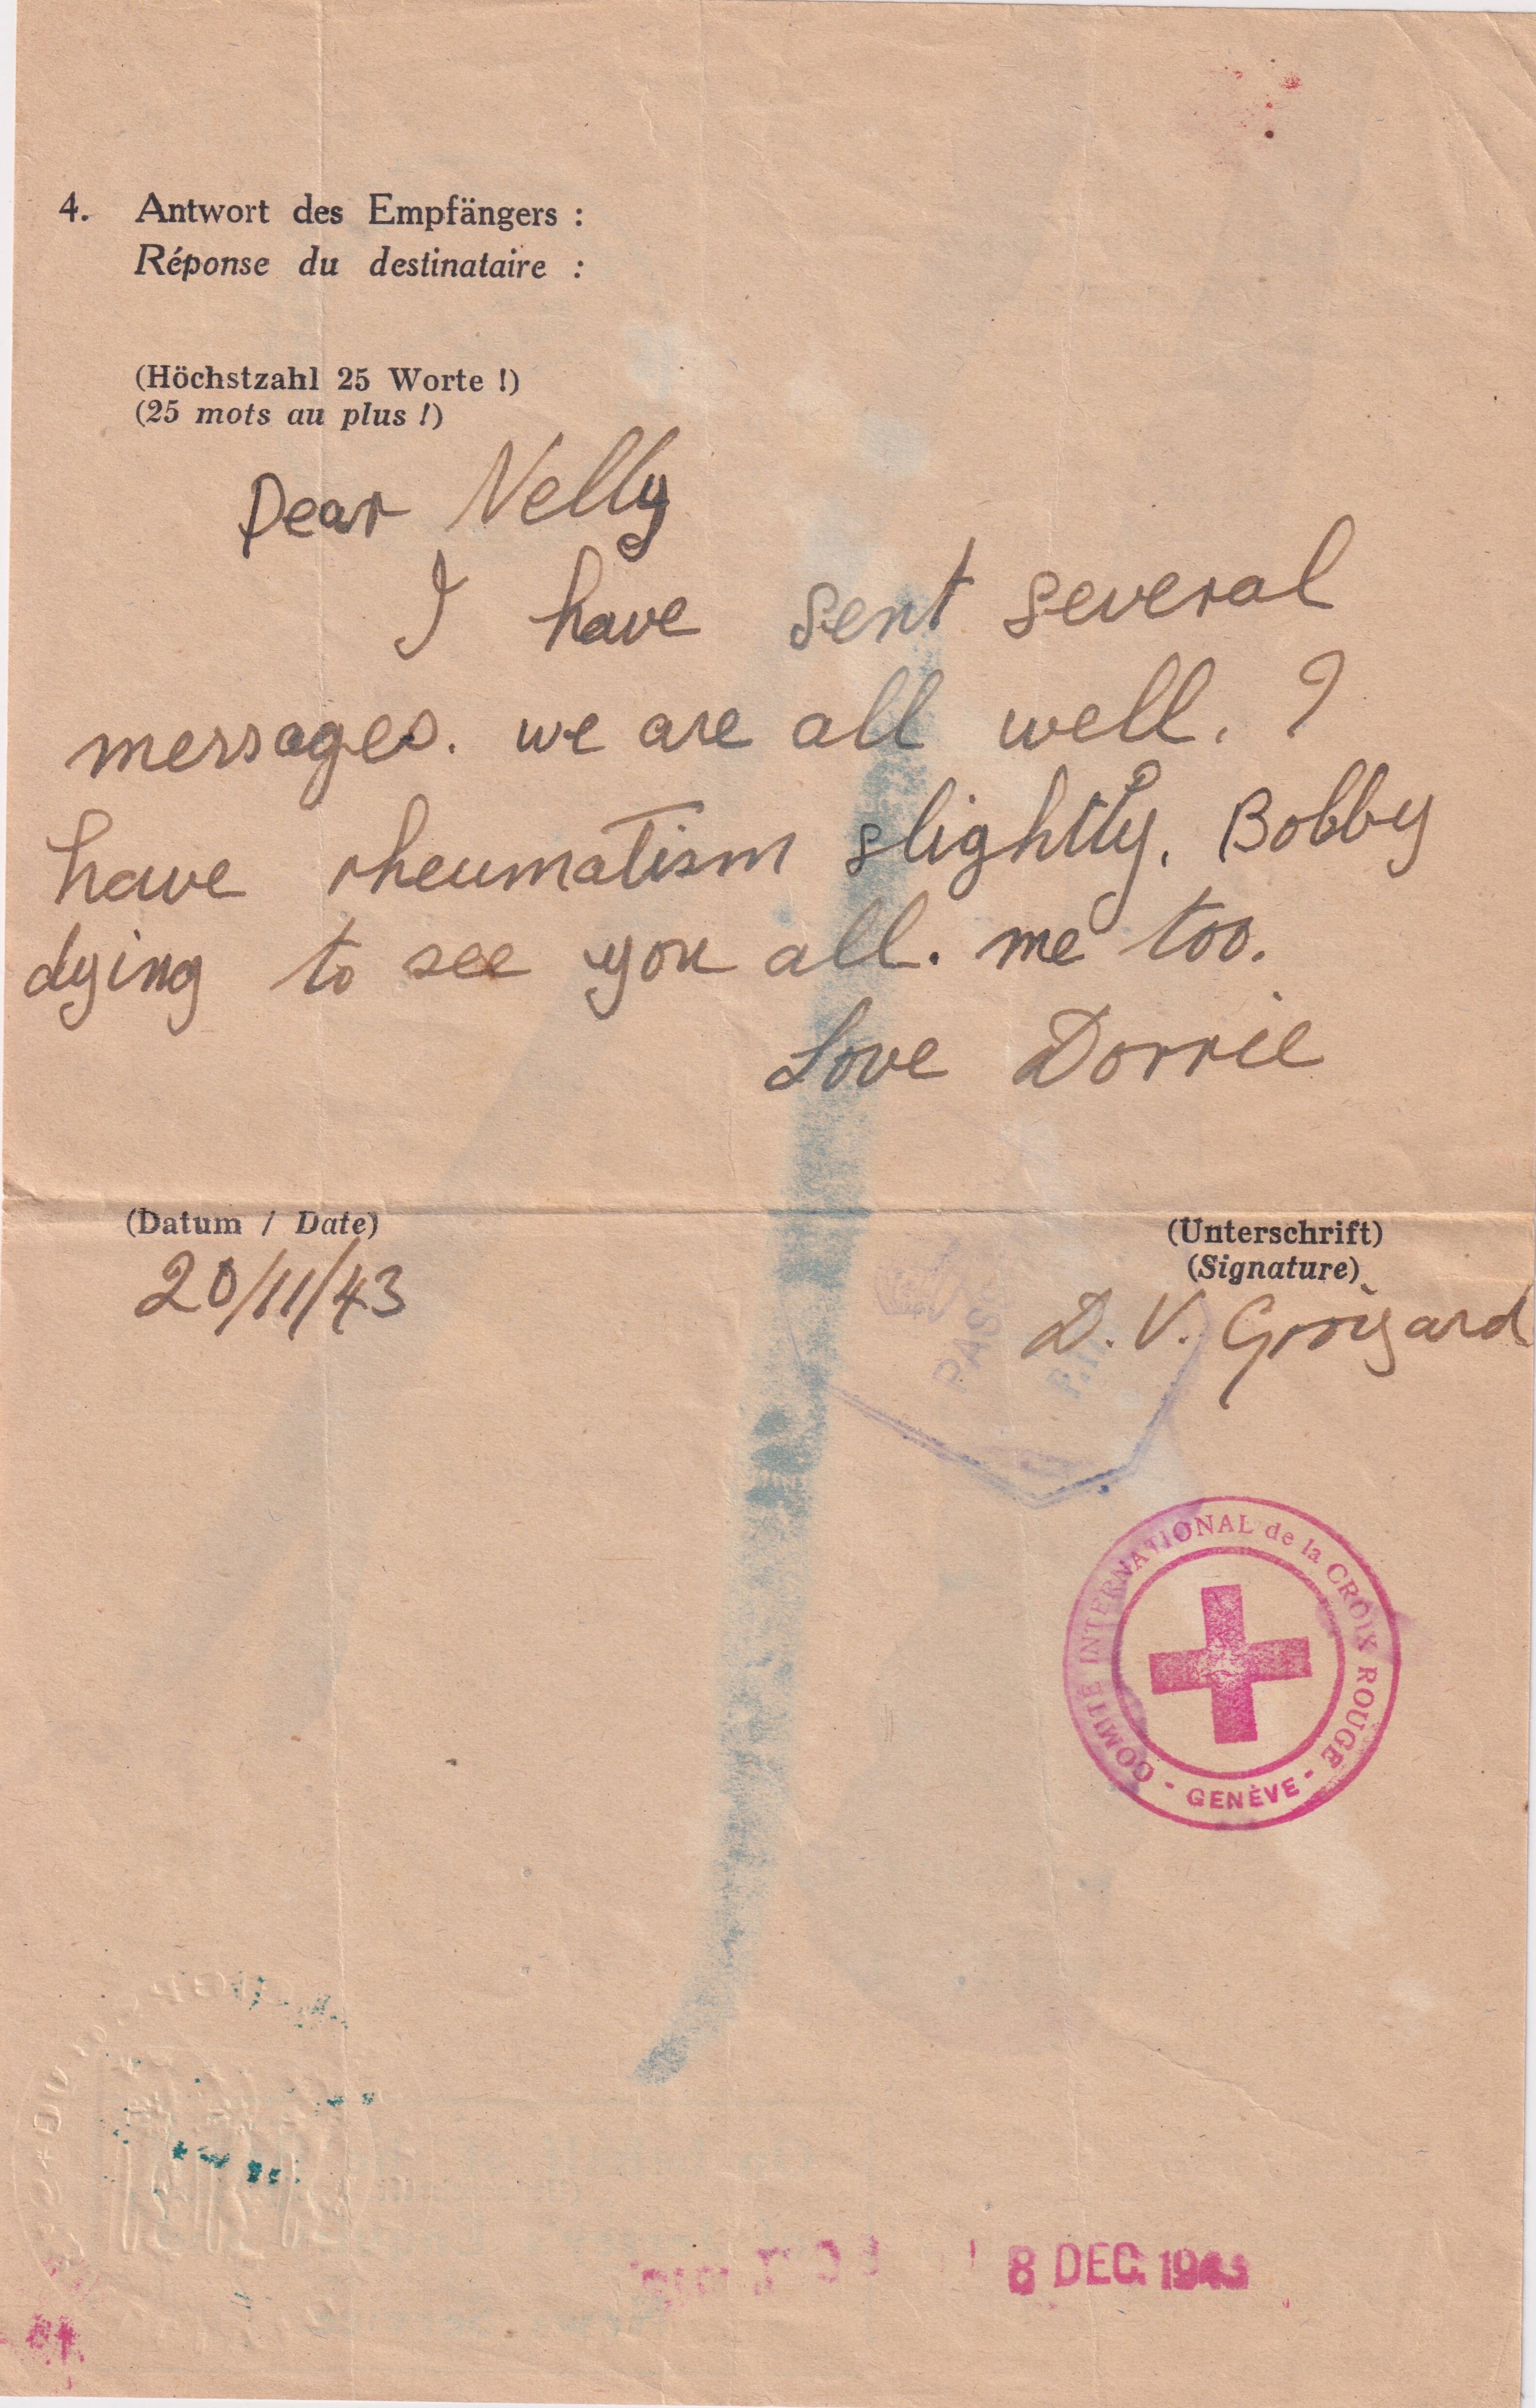 4. Antwort des Empfängers :
Réponse du destinataire :
(Höchstzahl 25 Worte !)
(25 mots au plus !)
Dear Nelly
I have sent several
messages. we are all well. I
have rheumatism slightly. Bobby
dying to see you all. me too.
Love Dorrie
(Datum / Date)
20/11/43
(Unterschrift)
(Signature)
D. V.
PASS
P.
COMITÉ INTERNATIONAL de la CROIX ROUGE
- GENÈVE -
8 DEC. 1943